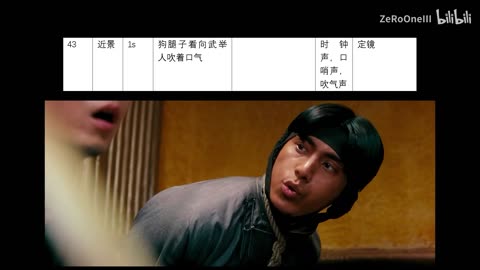 ZeRoOneIII bilibili
43 近景 1s 狗腿子看向武举 时 钟 定镜
人吹着口气 声，口
哨声，
吹气声